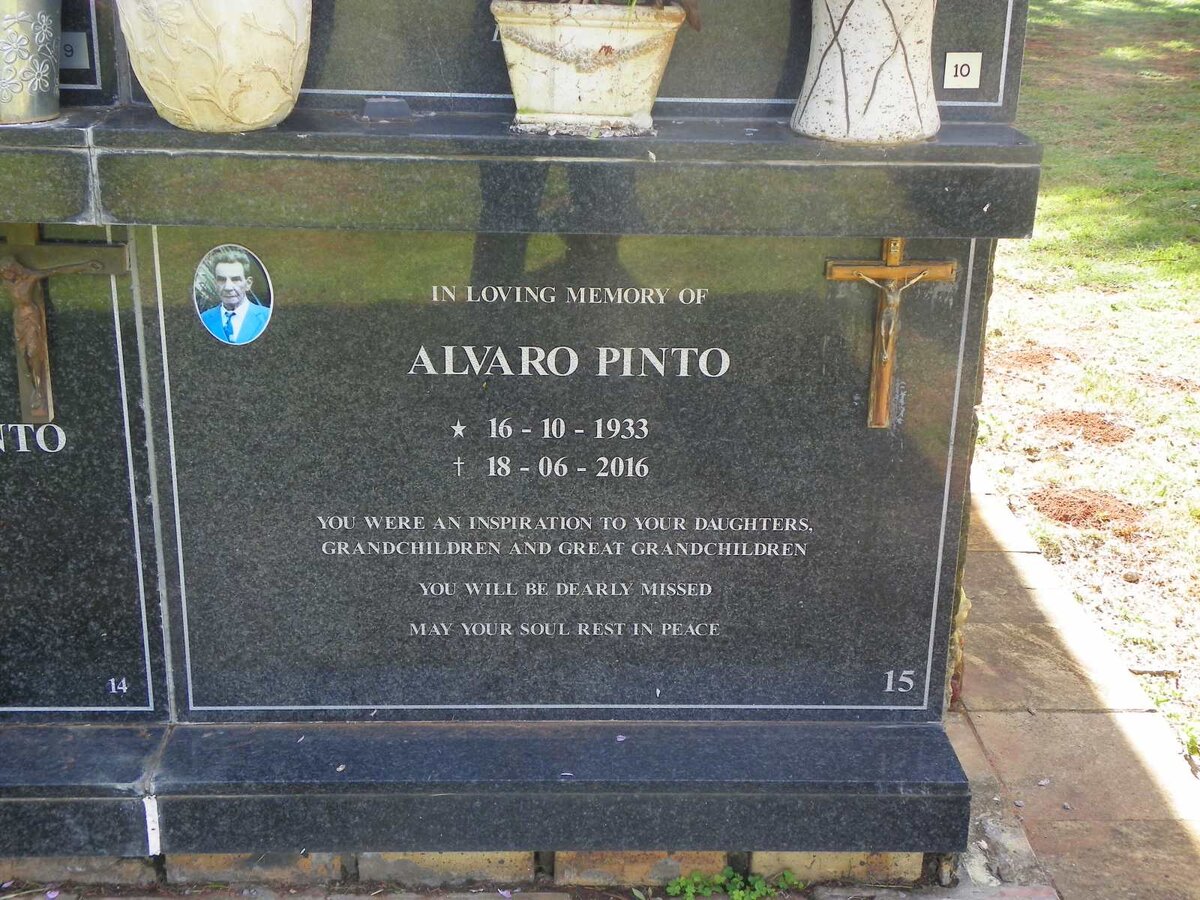 9
10
IN LOVING MEMORY OF
ALVARO PINTO
★ 16 - 10 - 1933
† 18 - 06 - 2016
YOU WERE AN INSPIRATION TO YOUR DAUGHTERS,
GRANDCHILDREN AND GREAT GRANDCHILDREN
YOU WILL BE DEARLY MISSED
MAY YOUR SOUL REST IN PEACE
15
NTO
14